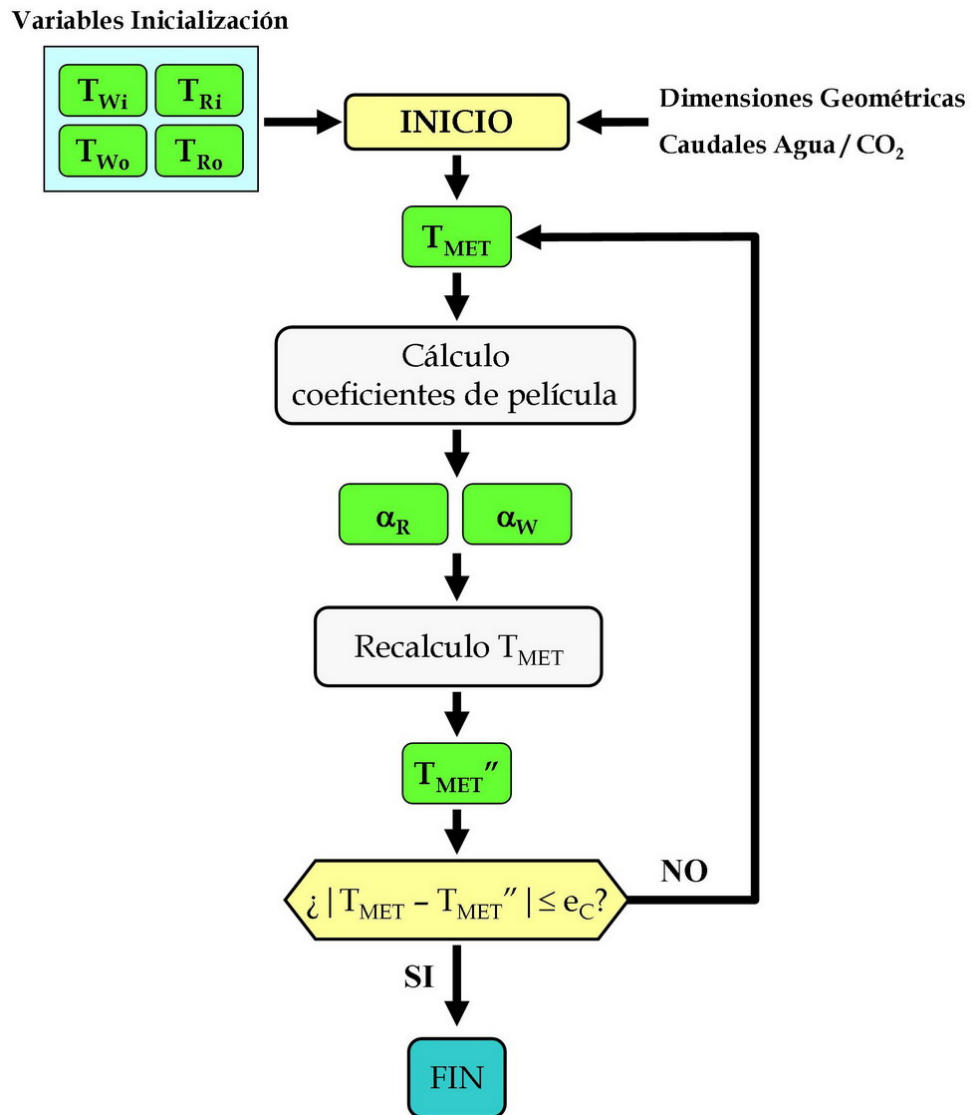 Variables Inicialización
T_Wi T_Ri
T_Wo T_Ro
INICIO
Dimensiones Geométricas
Caudales Agua / CO₂
T_MET
Cálculo
coeficientes de película
α_R α_W
Recalculo T_MET
T_MET″
¿ | T_MET – T_MET″ | ≤ e_C?
NO
SI
FIN